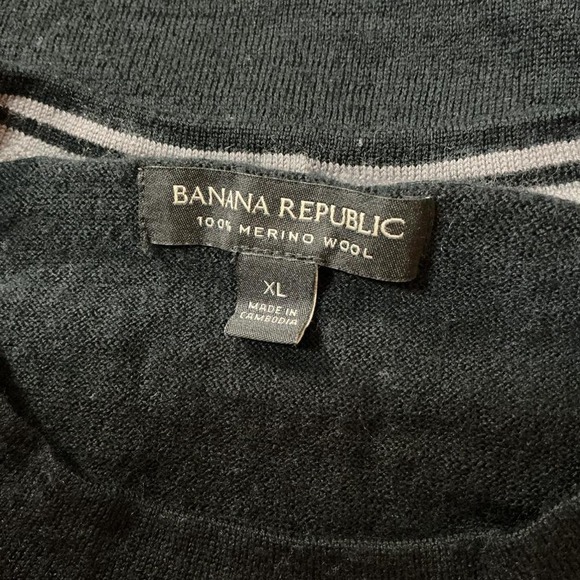 BANANA REPUBLIC
100% MERINO WOOL
XL
MADE IN
CAMBODIA